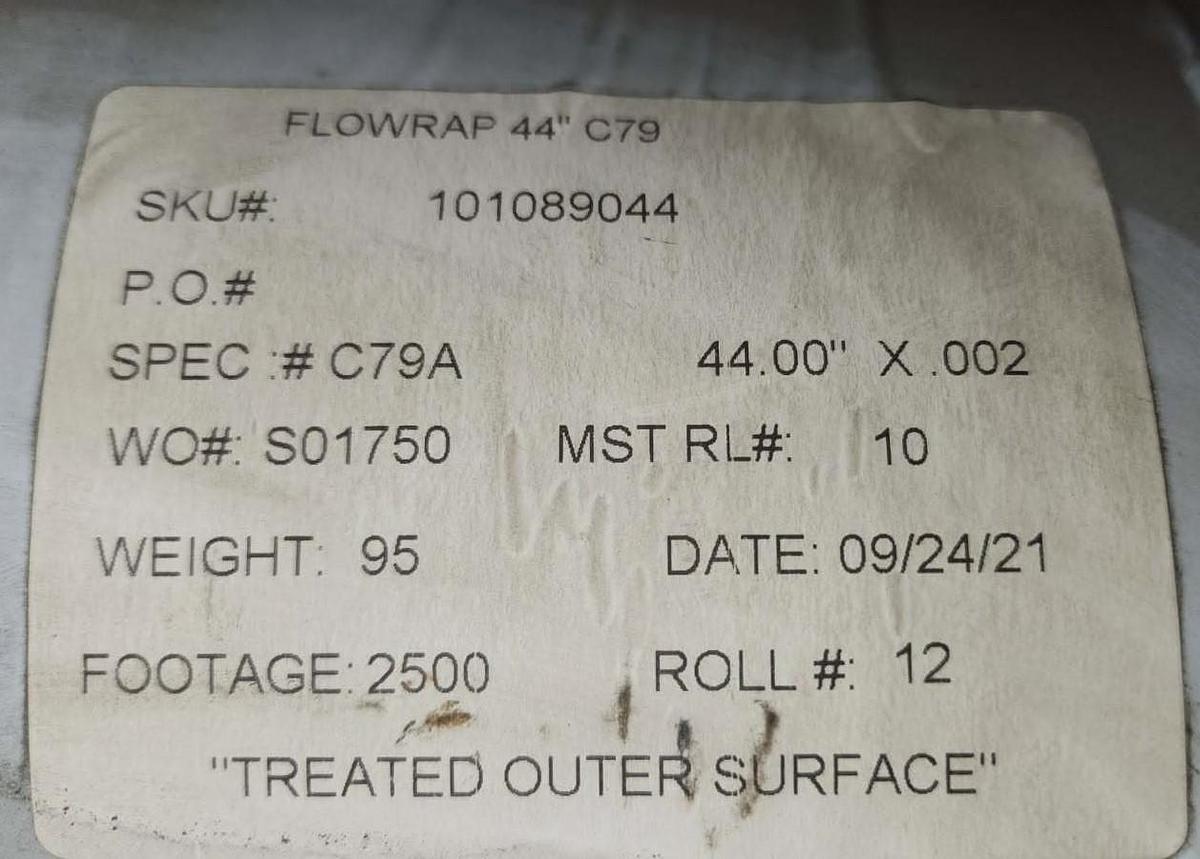 FLOWRAP 44" C79
SKU#: 101089044
P.O.#
SPEC :# C79A 44.00" X .002
WO#: S01750 MST RL#: 10
WEIGHT: 95 DATE: 09/24/21
FOOTAGE: 2500 ROLL #: 12
"TREATED OUTER SURFACE"